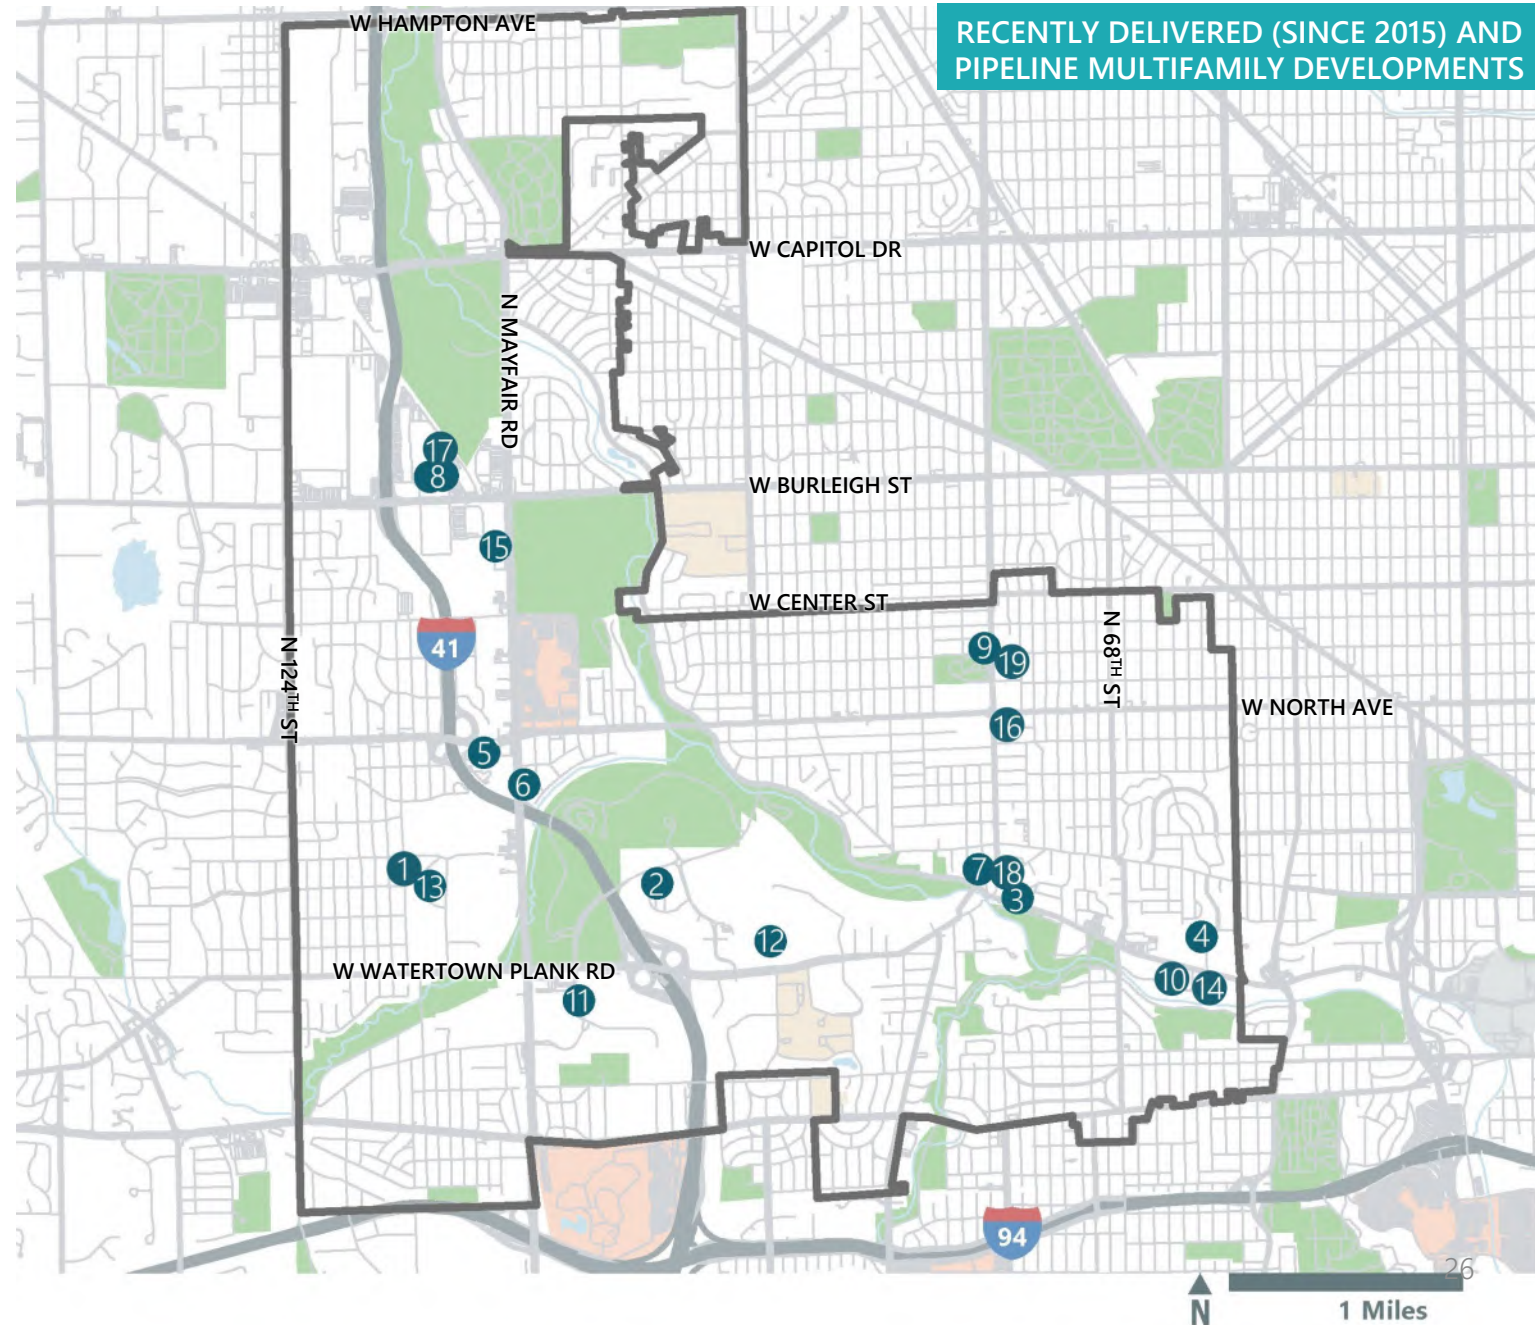 RECENTLY DELIVERED (SINCE 2015) AND
PIPELINE MULTIFAMILY DEVELOPMENTS
W HAMPTON AVE
W CAPITOL DR
N MAYFAIR RD
17
8
W BURLEIGH ST
15
W CENTER ST
41
N 124TH ST
N 68TH ST
9
19
W NORTH AVE
16
5
6
1
13
2
7
18
3
12
4
W WATERTOWN PLANK RD
10
14
11
94
26
N
1 Miles